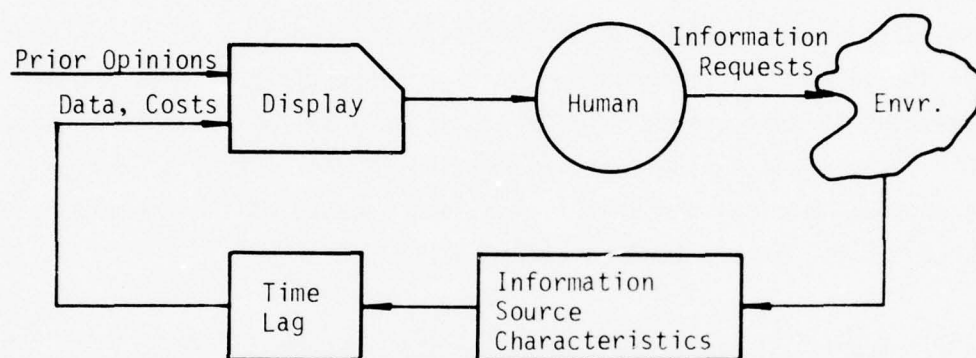 Prior Opinions
Data, Costs
Display
Human
Information
Requests
Envr.
Time
Lag
Information
Source
Characteristics